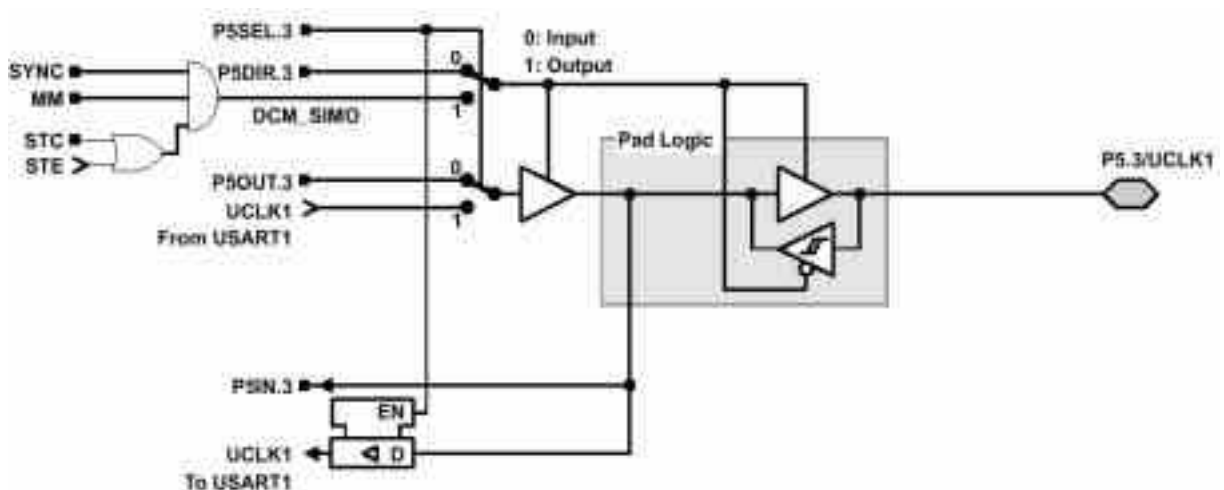 P5SEL.3
0: Input
1: Output
SYNC
P5DIR.3
0
MM
1
DCM_SIMO
STC
STE
Pad Logic
P5.3/UCLK1
P5OUT.3
0
UCLK1
1
From USART1
P5IN.3
EN
UCLK1
D
To USART1